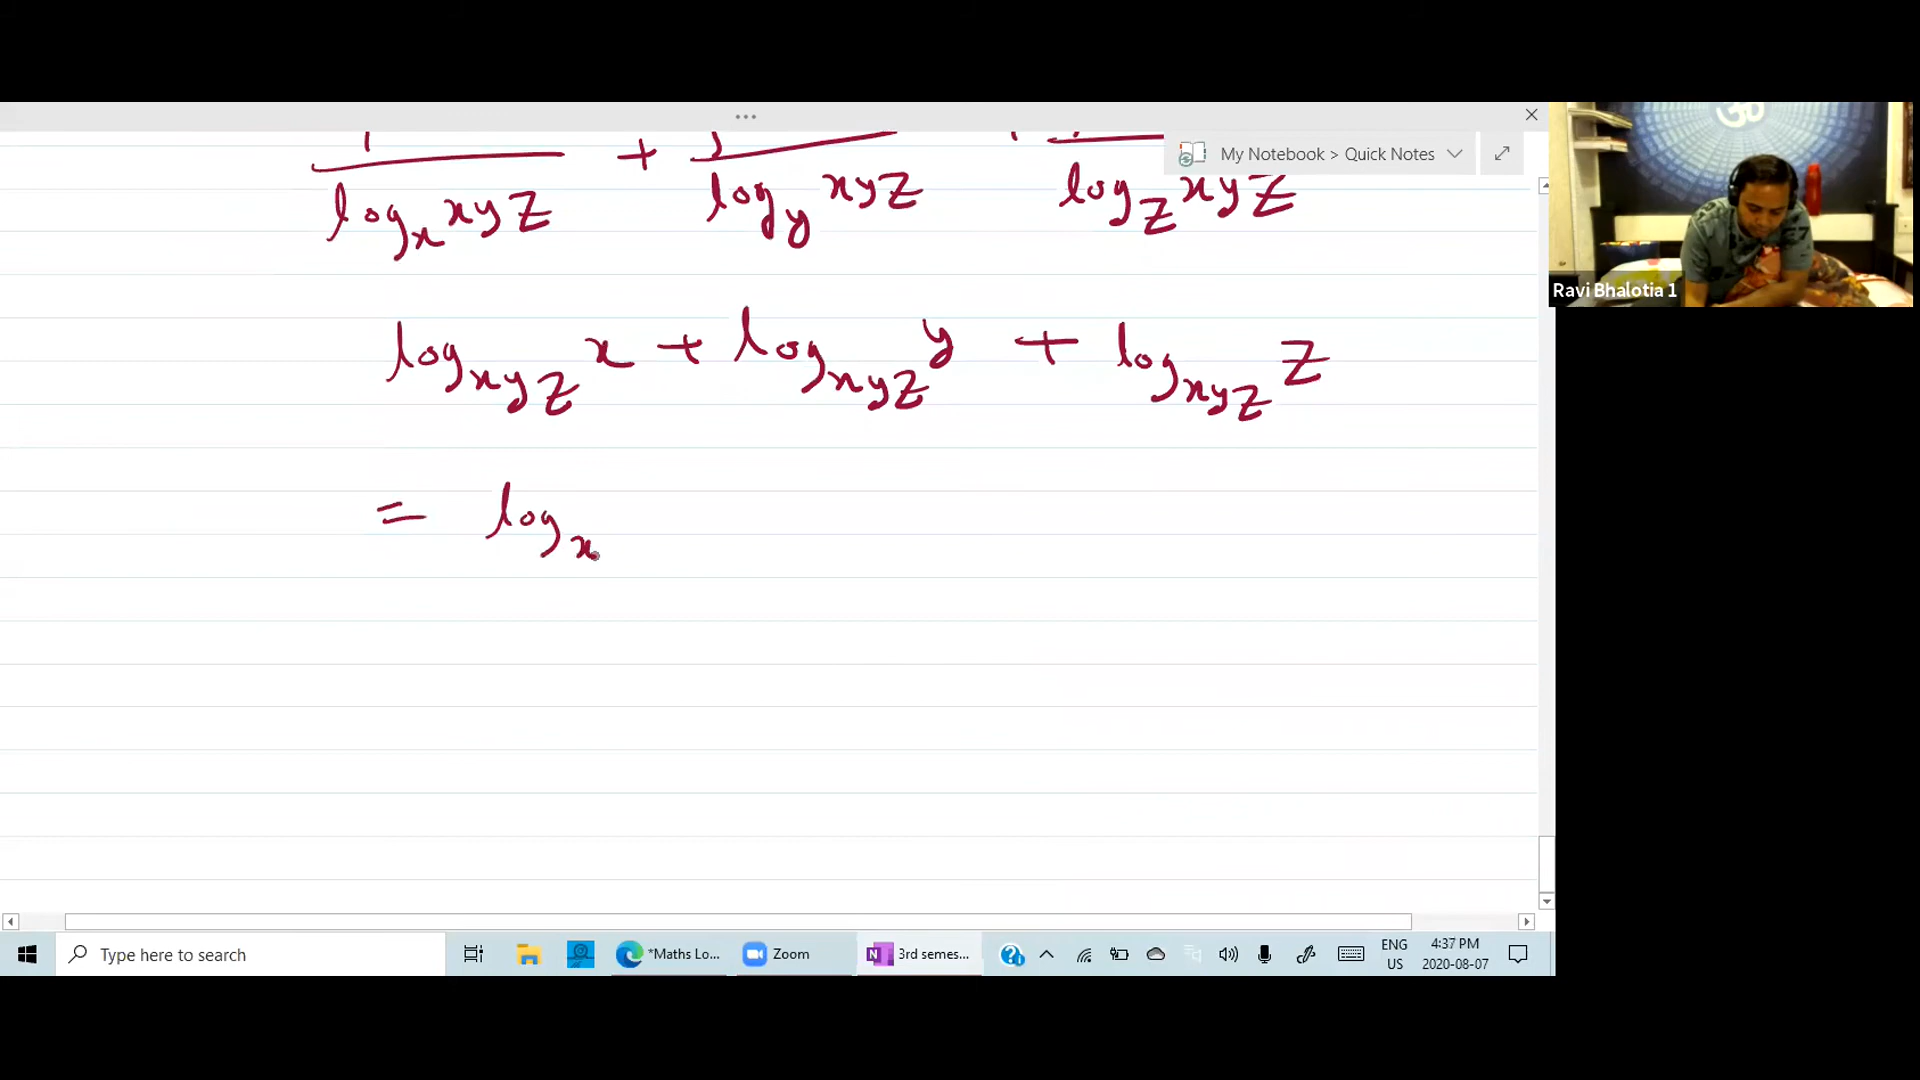 ...
My Notebook > Quick Notes
1/(log_x xyz) + 1/(log_y xyz) + 1/(log_z xyz)
Ravi Bhalotia 1
log_xyz x + log_xyz y + log_xyz z
= log_x
Type here to search
*Maths Lo...
Zoom
3rd semes...
ENG
US
4:37 PM
2020-08-07